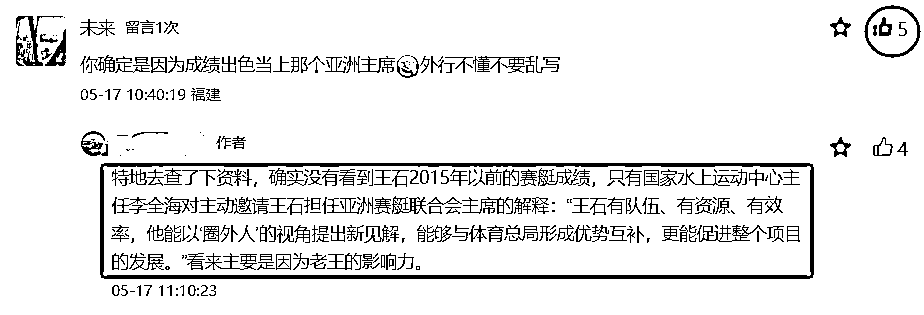 未来 留言1次
5
你确定是因为成绩出色当上那个亚洲主席 外行不懂不要乱写
05-17 10:40:19 福建
作者
4
特地去查了下资料，确实没有看到王石2015年以前的赛艇成绩，只有国家水上运动中心主
任李全海对主动邀请王石担任亚洲赛艇联合会主席的解释：“王石有队伍、有资源、有效
率，他能以‘圈外人’的视角提出新见解，能够与体育总局形成优势互补，更能促进整个项目
的发展。”看来主要是因为老王的影响力。
05-17 11:10:23